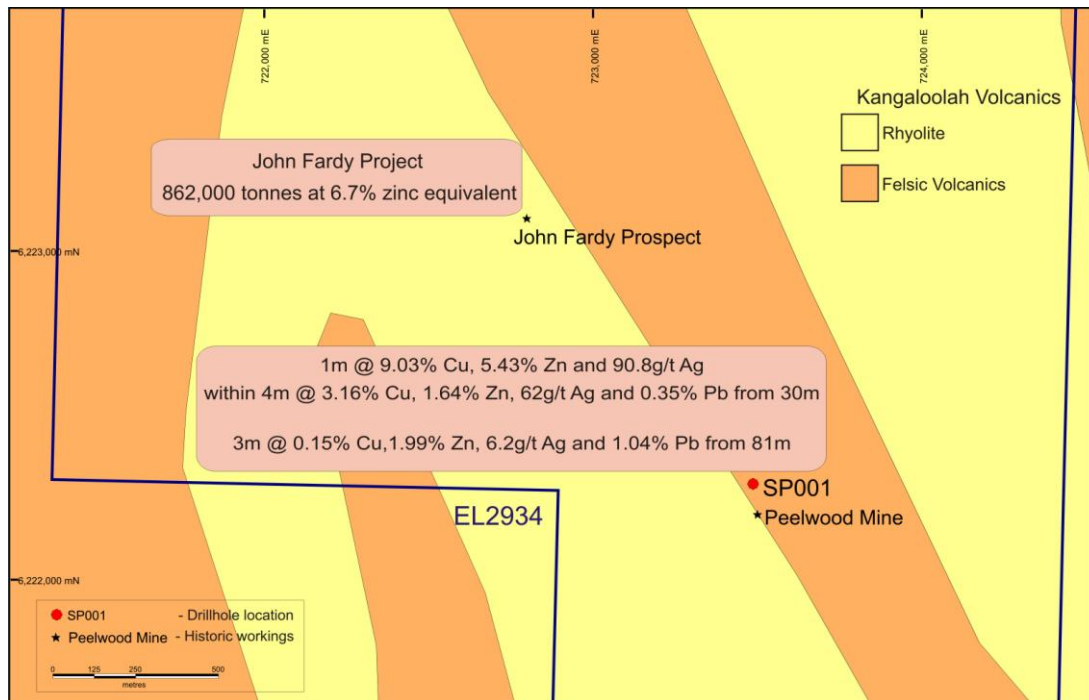 722,000 mE
723,000 mE
724,000 mE
Kangaloolah Volcanics
Rhyolite
Felsic Volcanics
John Fardy Project
862,000 tonnes at 6.7% zinc equivalent
John Fardy Prospect
6,223,000 mN
1m @ 9.03% Cu, 5.43% Zn and 90.8g/t Ag
within 4m @ 3.16% Cu, 1.64% Zn, 62g/t Ag and 0.35% Pb from 30m
3m @ 0.15% Cu,1.99% Zn, 6.2g/t Ag and 1.04% Pb from 81m
SP001
EL2934
Peelwood Mine
6,222,000 mN
SP001 - Drillhole location
Peelwood Mine - Historic workings
0 125 250 500
metres